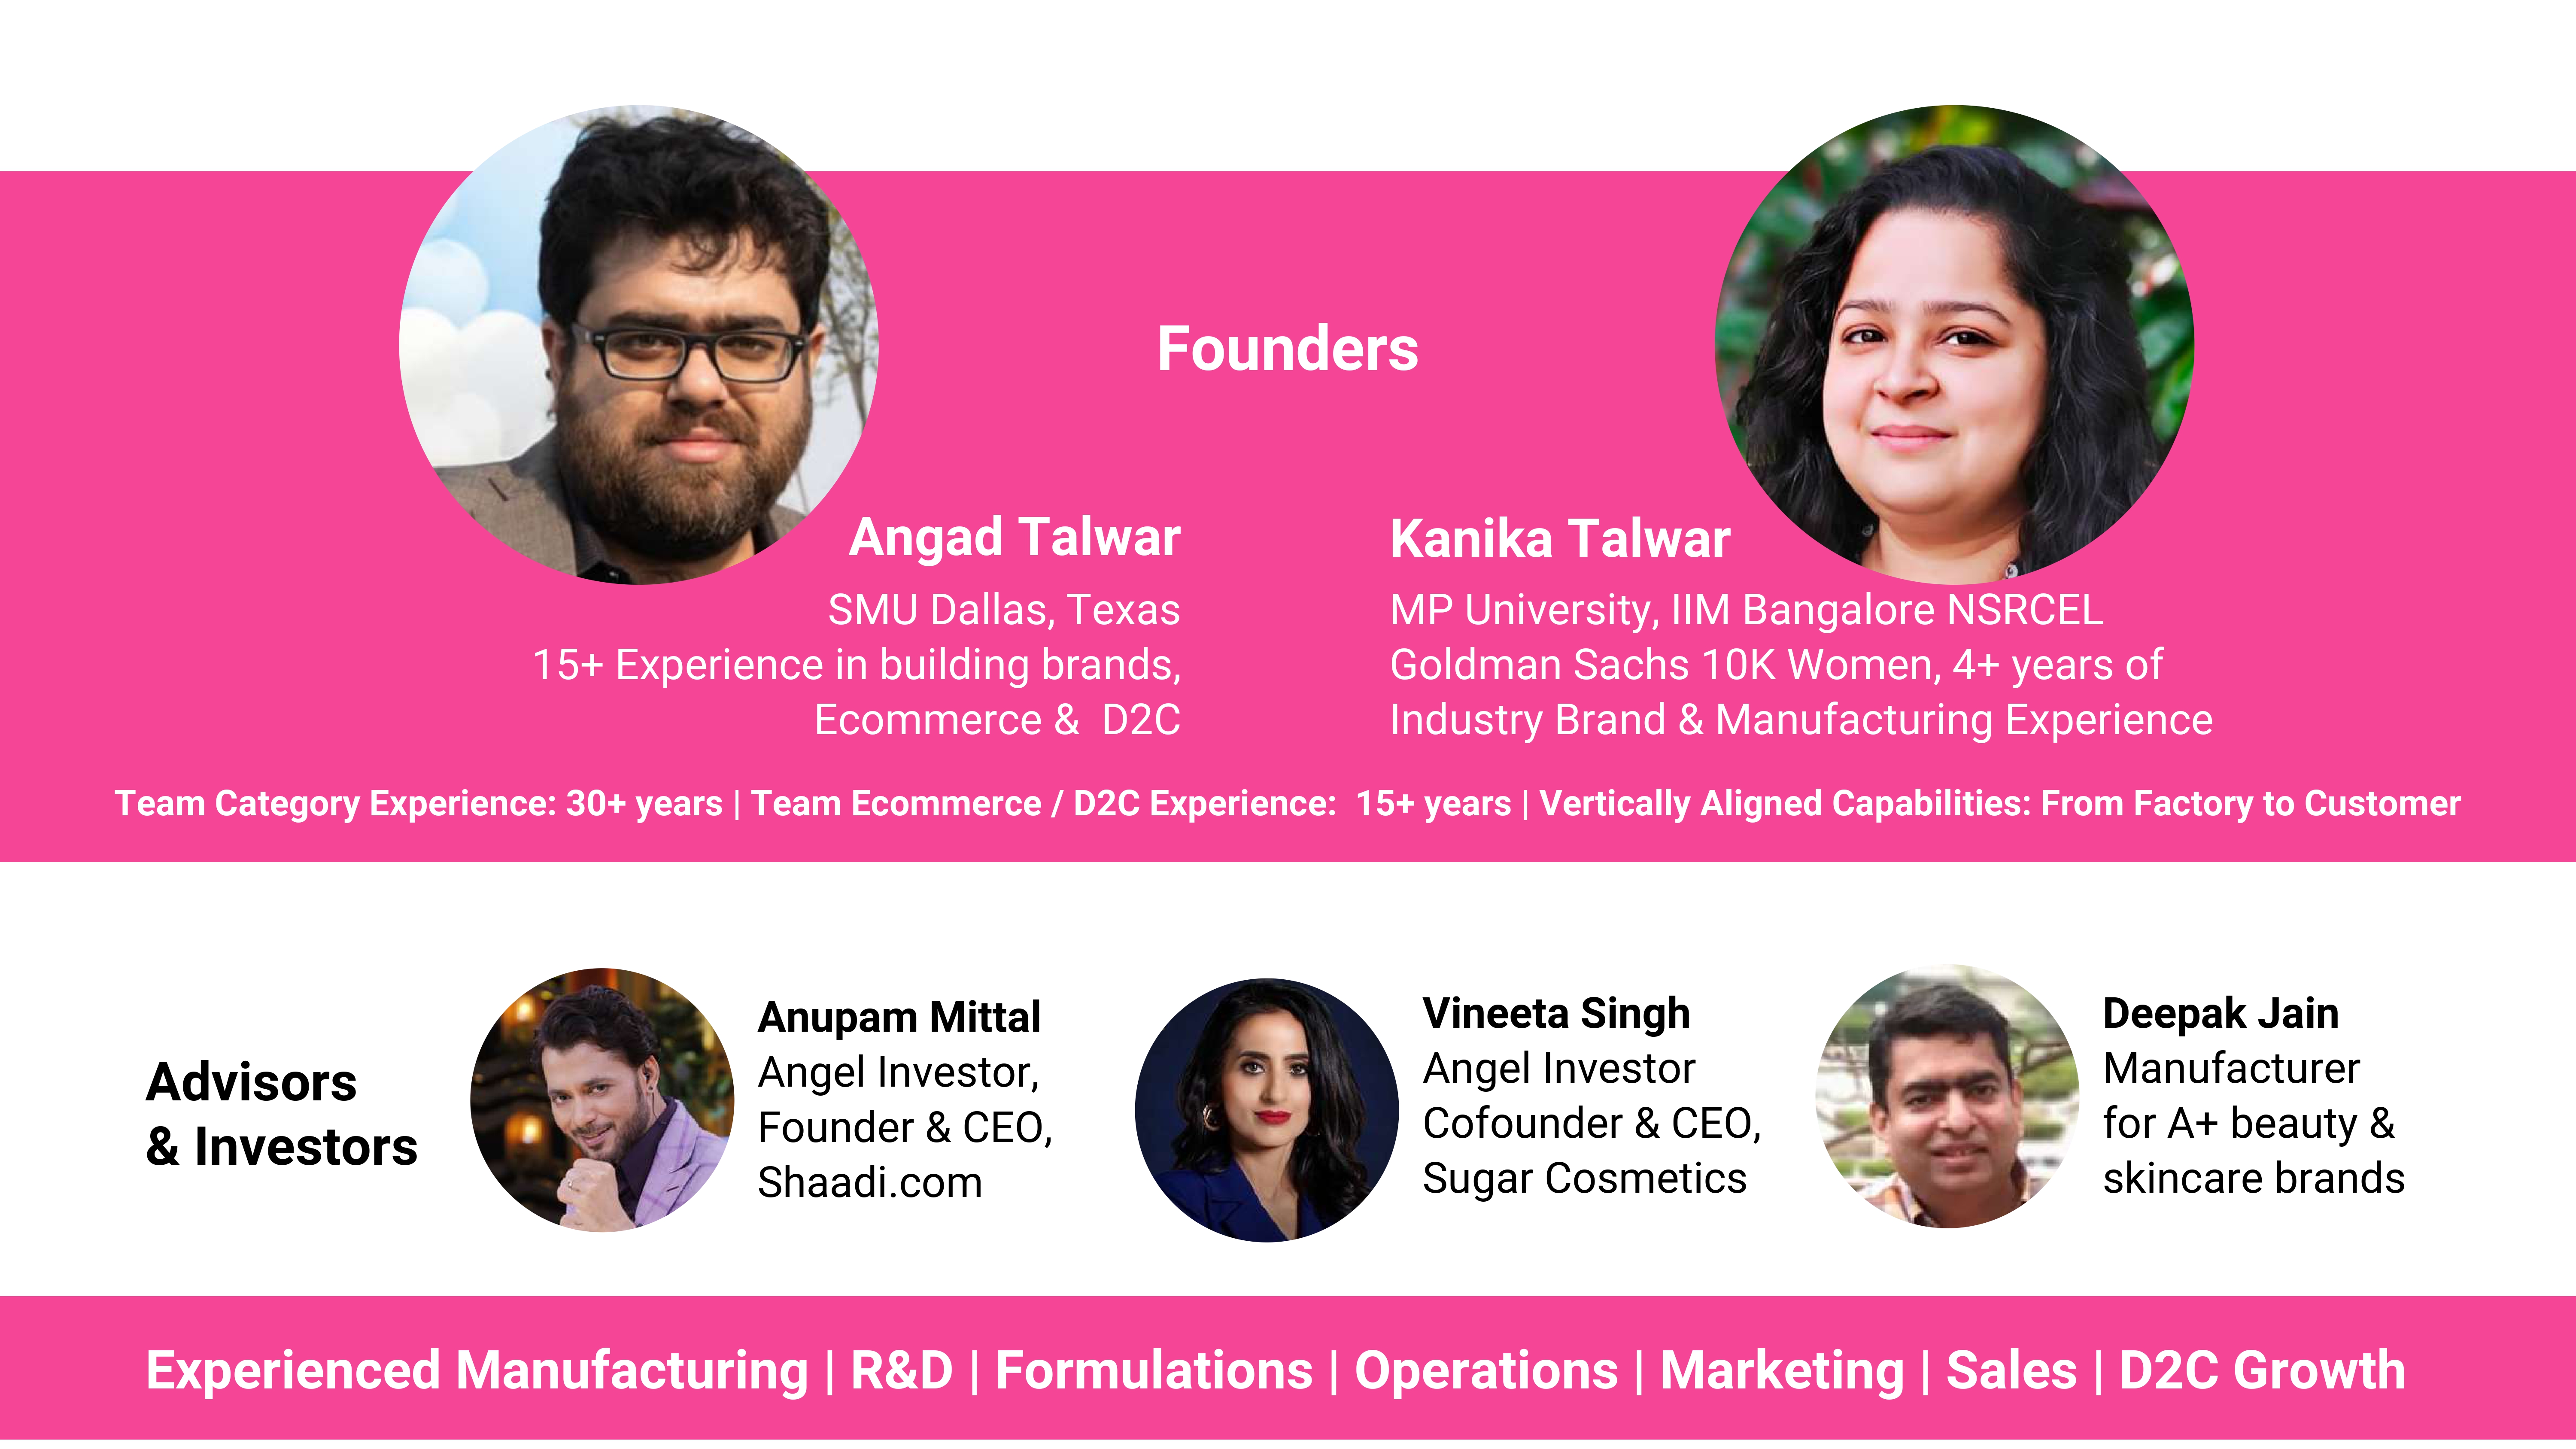 Founders
Angad Talwar
SMU Dallas, Texas
15+ Experience in building brands,
Ecommerce &  D2C
Kanika Talwar
MP University, IIM Bangalore NSRCEL
Goldman Sachs 10K Women, 4+ years of
Industry Brand & Manufacturing Experience
Team Category Experience: 30+ years | Team Ecommerce / D2C Experience:  15+ years | Vertically Aligned Capabilities: From Factory to Customer
Advisors
& Investors
Anupam Mittal
Angel Investor,
Founder & CEO,
Shaadi.com
Vineeta Singh
Angel Investor
Cofounder & CEO,
Sugar Cosmetics
Deepak Jain
Manufacturer
for A+ beauty &
skincare brands
Experienced Manufacturing | R&D | Formulations | Operations | Marketing | Sales | D2C Growth